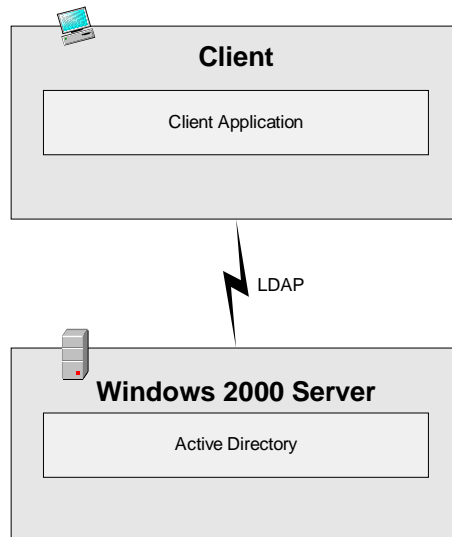 Client
Client Application
LDAP
Windows 2000 Server
Active Directory